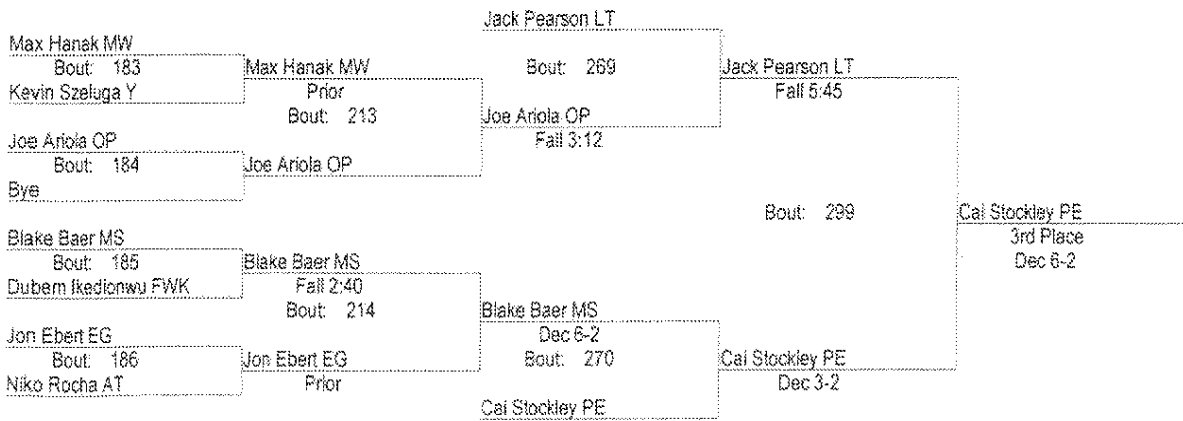 Jack Pearson LT
Max Hanak MW
Bout: 183
Kevin Szeluga Y
Max Hanak MW
Prior
Bout: 213
Bout: 269
Jack Pearson LT
Fall 5:45
Joe Ariola OP
Fall 3:12
Joe Ariola OP
Bout: 184
Bye
Joe Ariola OP
Bout: 299
Cal Stockley PE
3rd Place
Dec 6-2
Blake Baer MS
Bout: 185
Dubem Ikedionwu FWK
Blake Baer MS
Fall 2:40
Bout: 214
Blake Baer MS
Dec 6-2
Bout: 270
Jon Ebert EG
Bout: 186
Niko Rocha AT
Jon Ebert EG
Prior
Cal Stockley PE
Dec 3-2
Cal Stockley PE